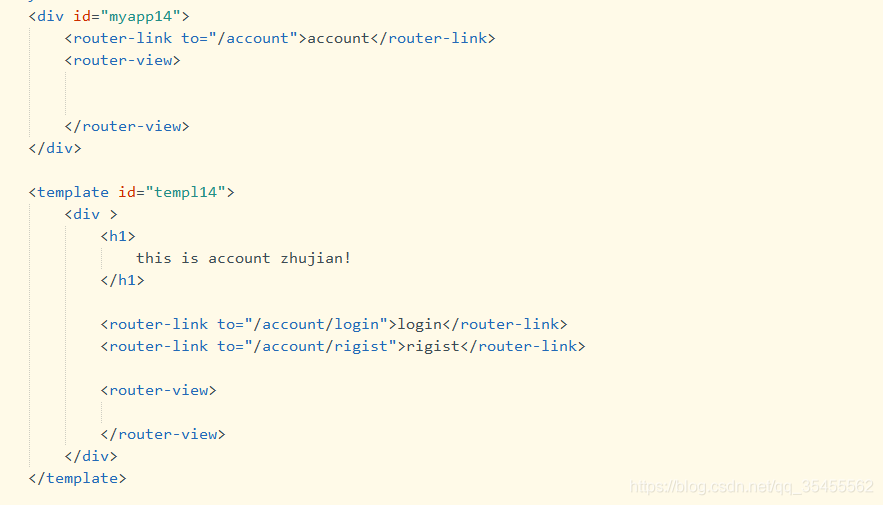 <div id="myapp14">
<router-link to="/account">account</router-link>
<router-view>
</router-view>
</div>
<template id="templ14">
<div >
<h1>
this is account zhujian!
</h1>
<router-link to="/account/login">login</router-link>
<router-link to="/account/rigist">rigist</router-link>
<router-view>
</router-view>
</div>
</template>
https://blog.csdn.net/qq_35455562